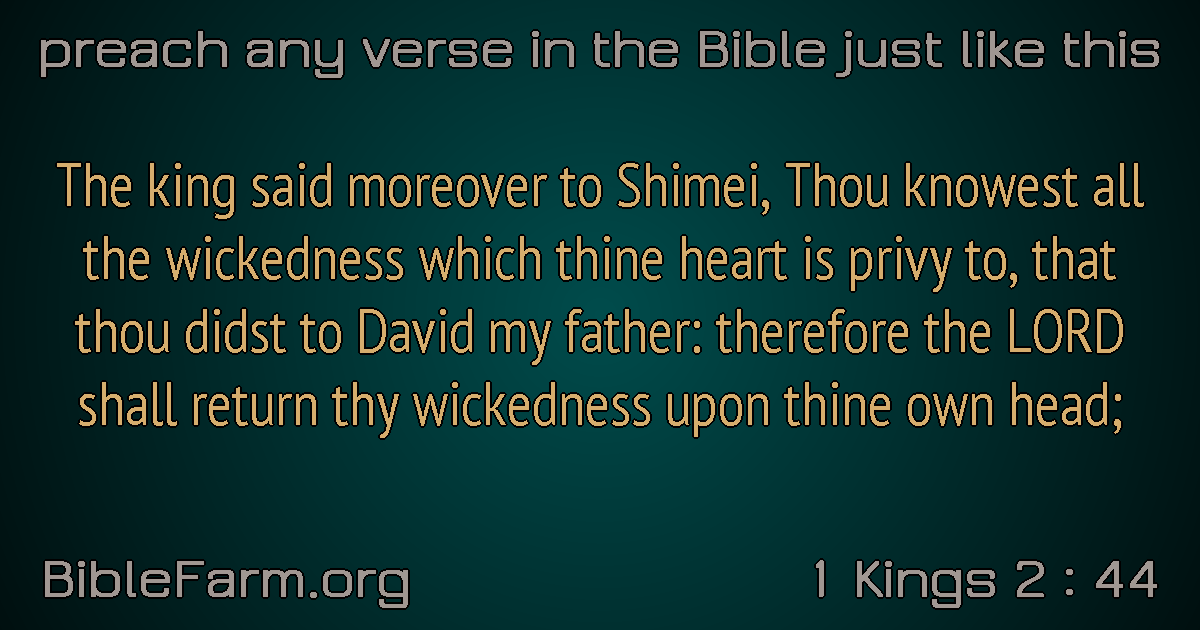 preach any verse in the Bible just like this
The king said moreover to Shimei, Thou knowest all
the wickedness which thine heart is privy to, that
thou didst to David my father: therefore the LORD
shall return thy wickedness upon thine own head;
BibleFarm.org
1 Kings 2 : 44